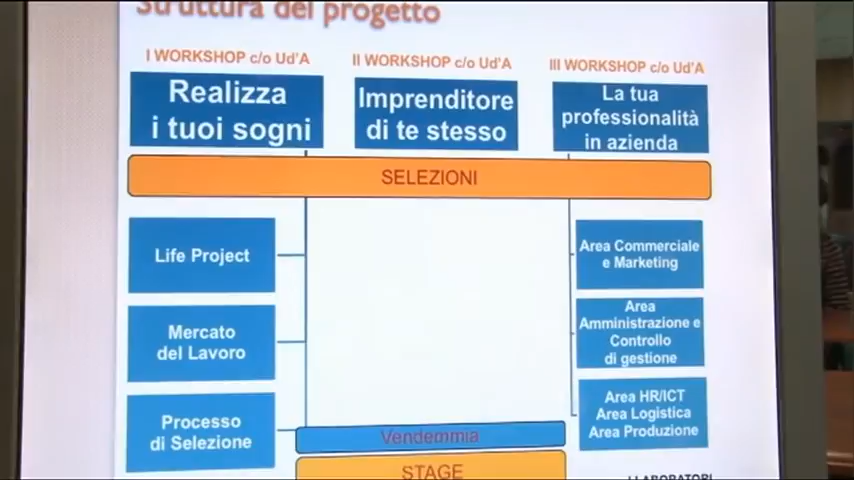 Struttura del progetto
I WORKSHOP c/o Ud'A
II WORKSHOP c/o Ud'A
III WORKSHOP c/o Ud'A
Realizza
i tuoi sogni
Imprenditore
di te stesso
La tua
professionalità
in azienda
SELEZIONI
Life Project
Mercato
del Lavoro
Processo
di Selezione
Area Commerciale
e Marketing
Area
Amministrazione e
Controllo
di gestione
Area HR/ICT
Area Logistica
Area Produzione
Vendemmia
STAGE